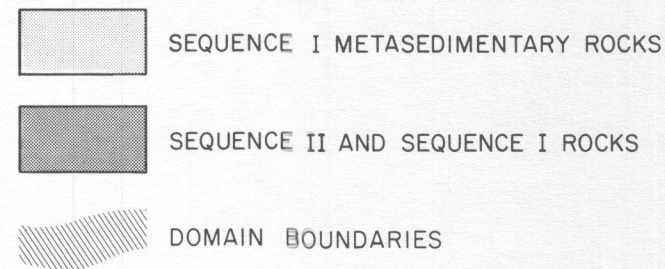 SEQUENCE I METASEDIMENTARY ROCKS
SEQUENCE II AND SEQUENCE I ROCKS
DOMAIN BOUNDARIES